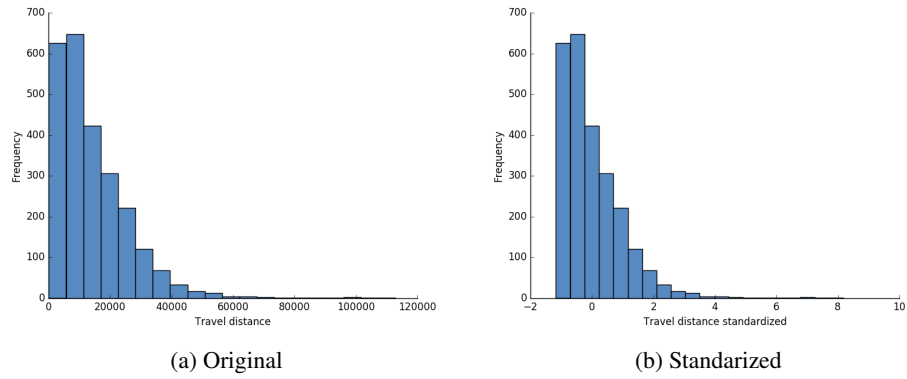 700
600
500
400
300
200
100
0
Frequency
0 20000 40000 60000 80000 100000 120000
Travel distance
(a) Original
700
600
500
400
300
200
100
0
Frequency
−2 0 2 4 6 8 10
Travel distance standardized
(b) Standarized